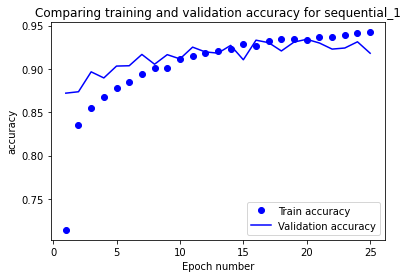 Comparing training and validation accuracy for sequential_1
0.95
0.90
0.85
0.80
0.75
accuracy
Train accuracy
Validation accuracy
0 5 10 15 20 25
Epoch number